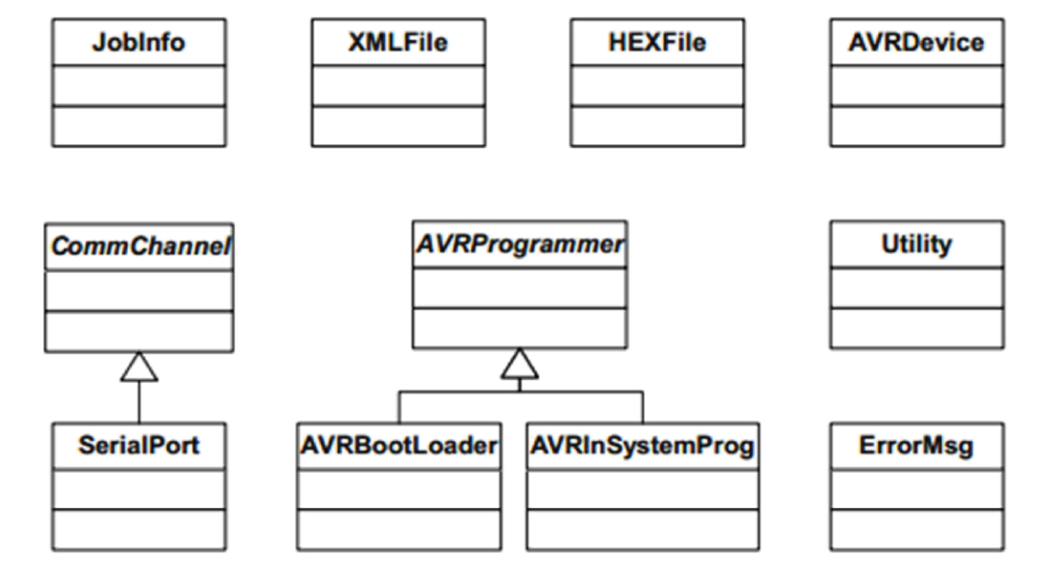 JobInfo
XMLFile
HEXFile
AVRDevice
CommChannel
AVRProgrammer
Utility
SerialPort
AVRBootLoader
AVRInSystemProg
ErrorMsg